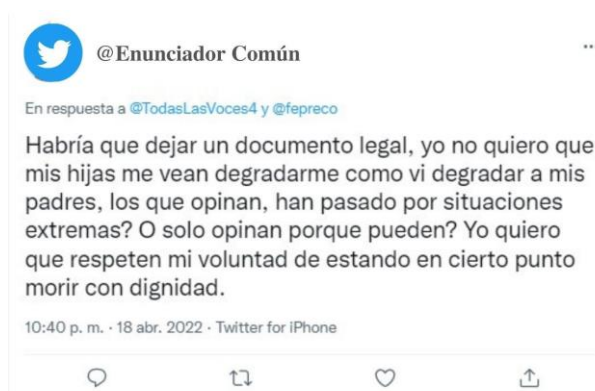 @Enunciador Común
En respuesta a @TodasLasVoces4 y @fepreco
Habría que dejar un documento legal, yo no quiero que
mis hijas me vean degradarme como vi degradar a mis
padres, los que opinan, han pasado por situaciones
extremas? O solo opinan porque pueden? Yo quiero
que respeten mi voluntad de estando en cierto punto
morir con dignidad.
10:40 p. m. · 18 abr. 2022 · Twitter for iPhone